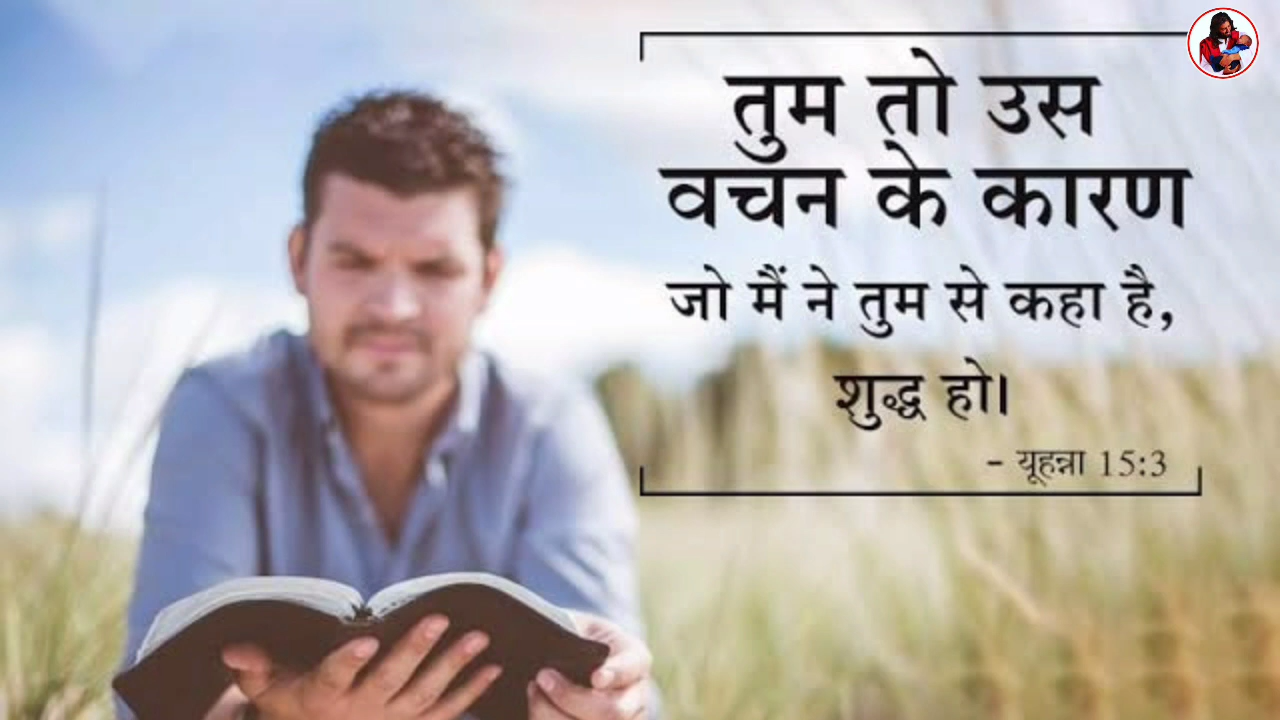 तुम तो उस
वचन के कारण
जो मैं ने तुम से कहा है,
शुद्ध हो।
- यूहन्ना 15:3